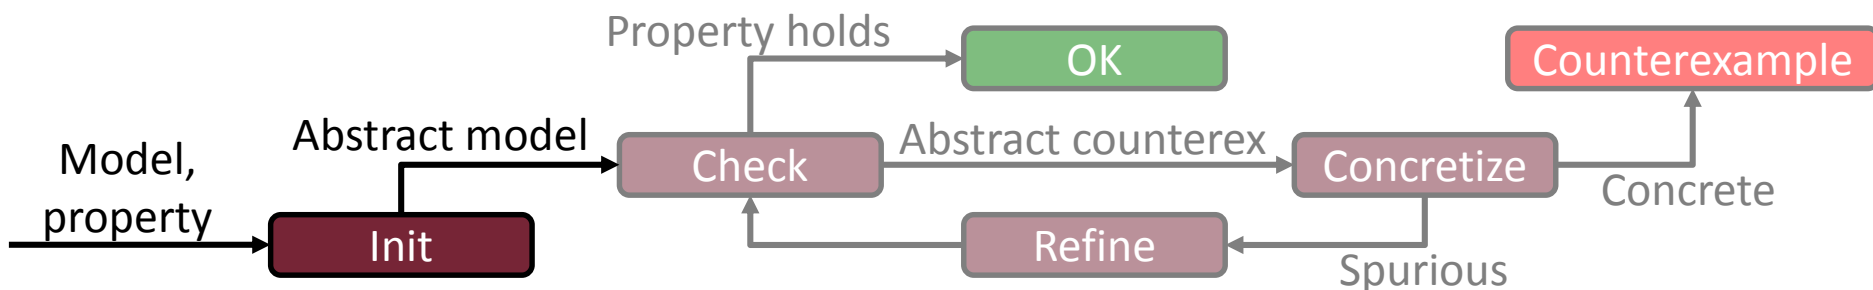 Property holds
OK
Counterexample
Model,
property
Abstract model
Check
Abstract counterex
Concretize
Concrete
Init
Refine
Spurious